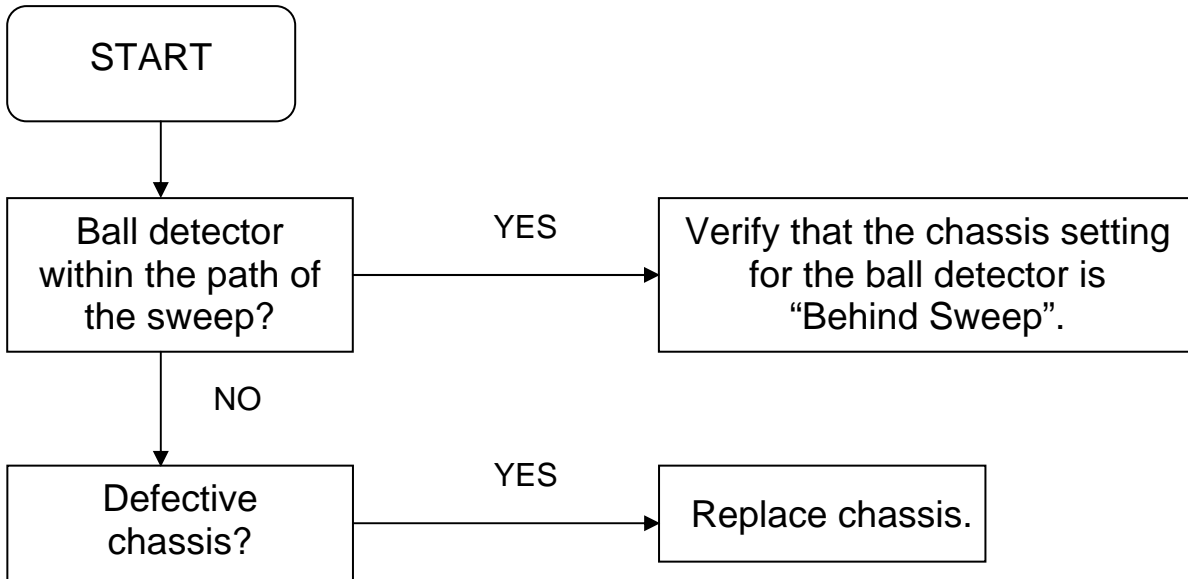 START
Ball detector
within the path of
the sweep?
YES
Verify that the chassis setting
for the ball detector is
“Behind Sweep”.
NO
Defective
chassis?
YES
Replace chassis.